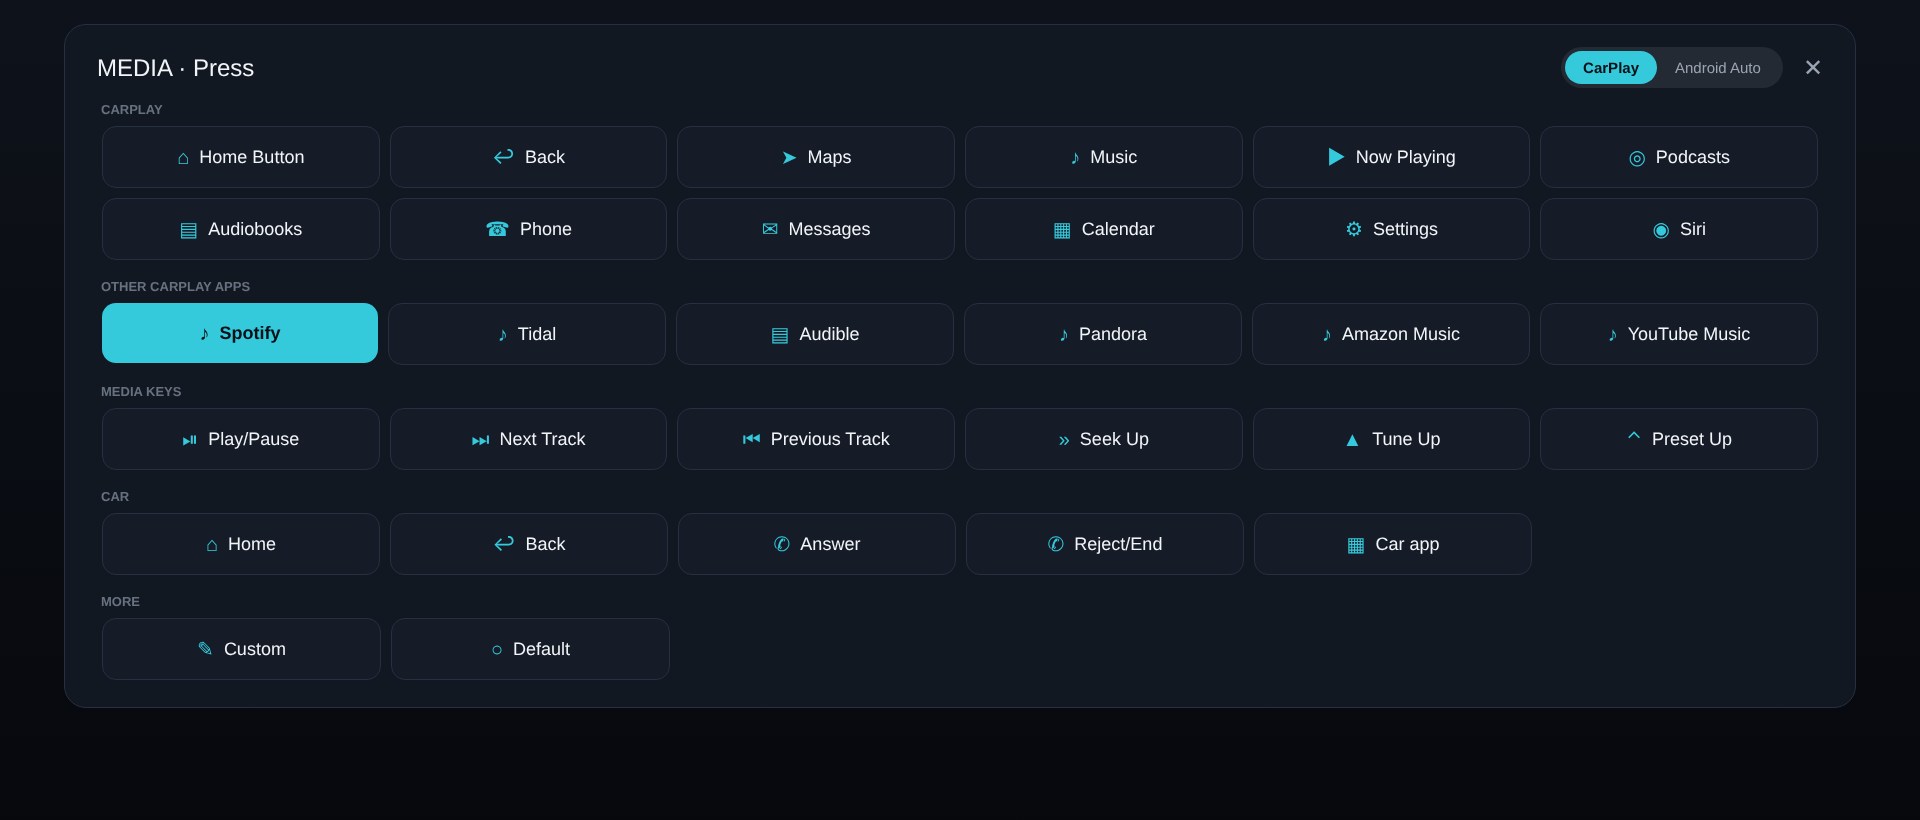 MEDIA · Press
CarPlay Android Auto ✕
CARPLAY
Home Button Back Maps Music Now Playing Podcasts
Audiobooks Phone Messages Calendar Settings Siri
OTHER CARPLAY APPS
Spotify Tidal Audible Pandora Amazon Music YouTube Music
MEDIA KEYS
Play/Pause Next Track Previous Track Seek Up Tune Up Preset Up
CAR
Home Back Answer Reject/End Car app
MORE
Custom Default